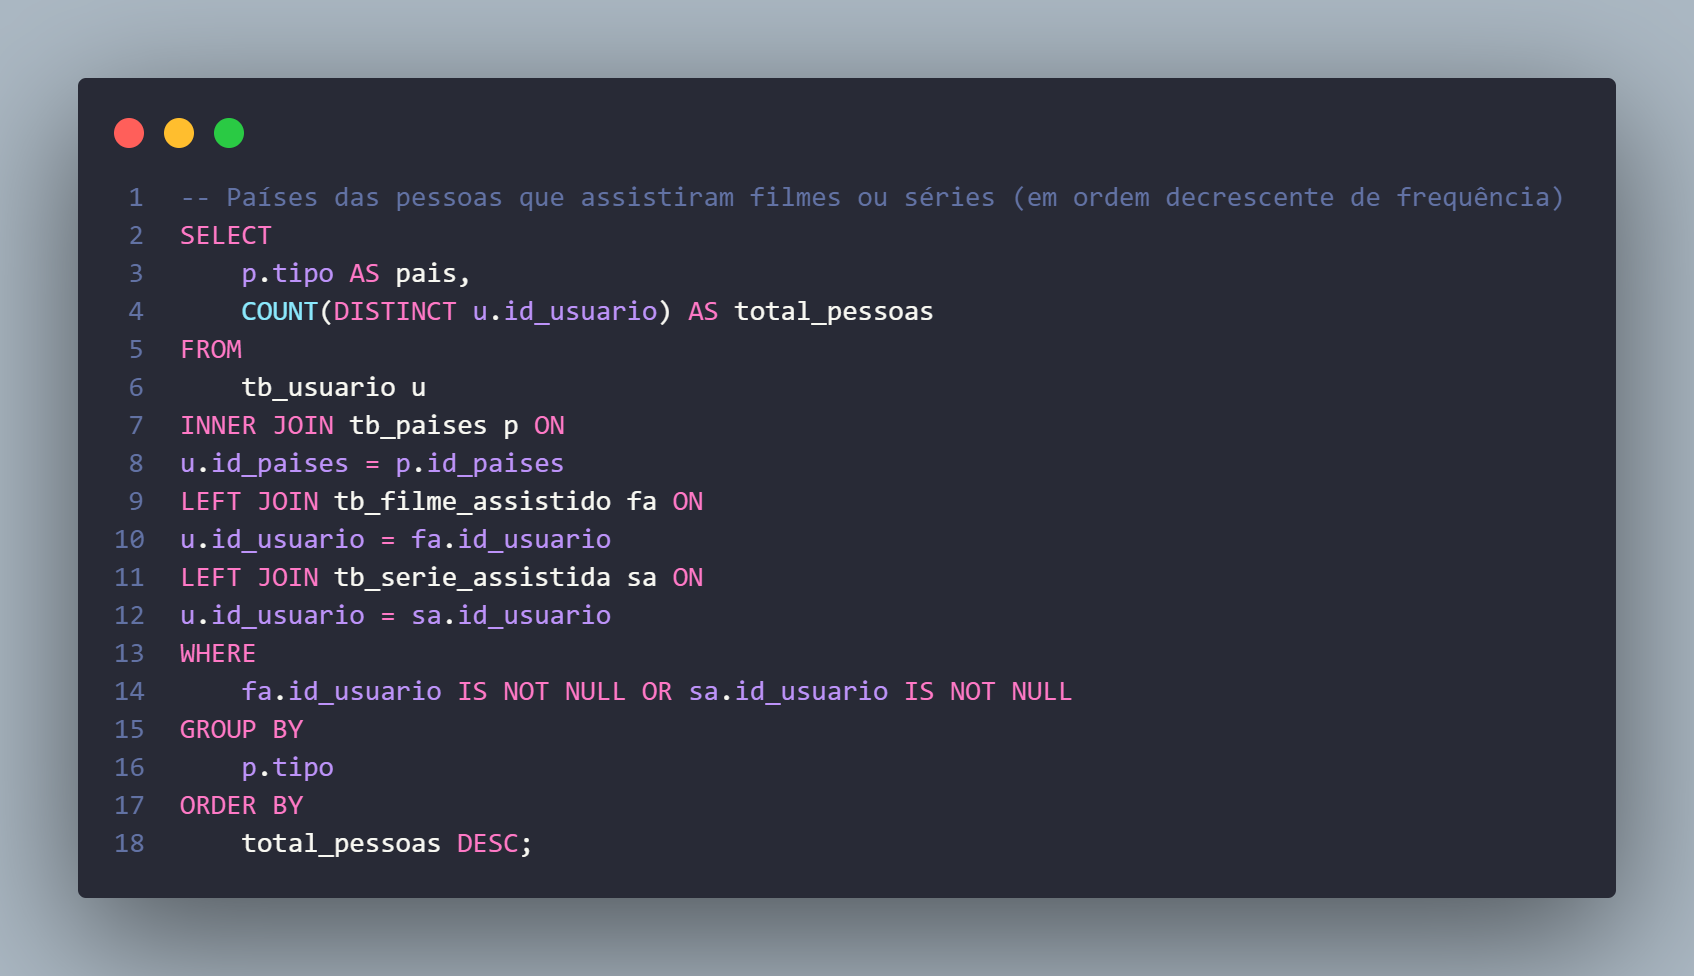 1 -- Países das pessoas que assistiram filmes ou séries (em ordem decrescente de frequência)
2 SELECT
3     p.tipo AS pais,
4     COUNT(DISTINCT u.id_usuario) AS total_pessoas
5 FROM
6     tb_usuario u
7 INNER JOIN tb_paises p ON
8 u.id_paises = p.id_paises
9 LEFT JOIN tb_filme_assistido fa ON
10 u.id_usuario = fa.id_usuario
11 LEFT JOIN tb_serie_assistida sa ON
12 u.id_usuario = sa.id_usuario
13 WHERE
14     fa.id_usuario IS NOT NULL OR sa.id_usuario IS NOT NULL
15 GROUP BY
16     p.tipo
17 ORDER BY
18     total_pessoas DESC;